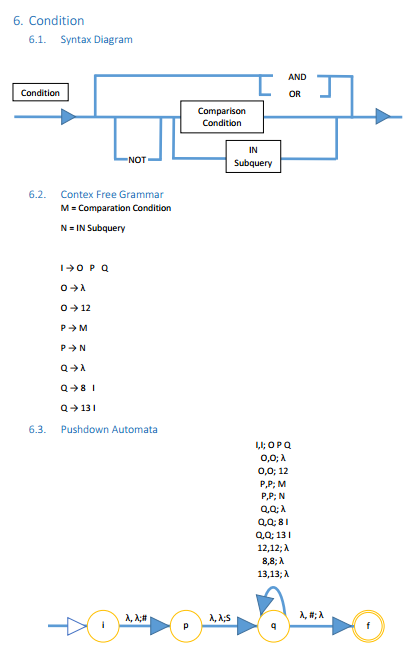 6. Condition
6.1. Syntax Diagram
AND
OR
Condition
Comparison
Condition
IN
Subquery
NOT
6.2. Contex Free Grammar
M = Comparation Condition
N = IN Subquery
I → O P Q
O → λ
O → 12
P → M
P → N
Q → λ
Q → 8 I
Q → 13 I
6.3. Pushdown Automata
I,I; O P Q
O,O; λ
O,O; 12
P,P; M
P,P; N
Q,Q; λ
Q,Q; 8 I
Q,Q; 13 I
12,12; λ
8,8; λ
13,13; λ
i
λ, λ;#
p
λ, λ;S
q
λ, #; λ
f